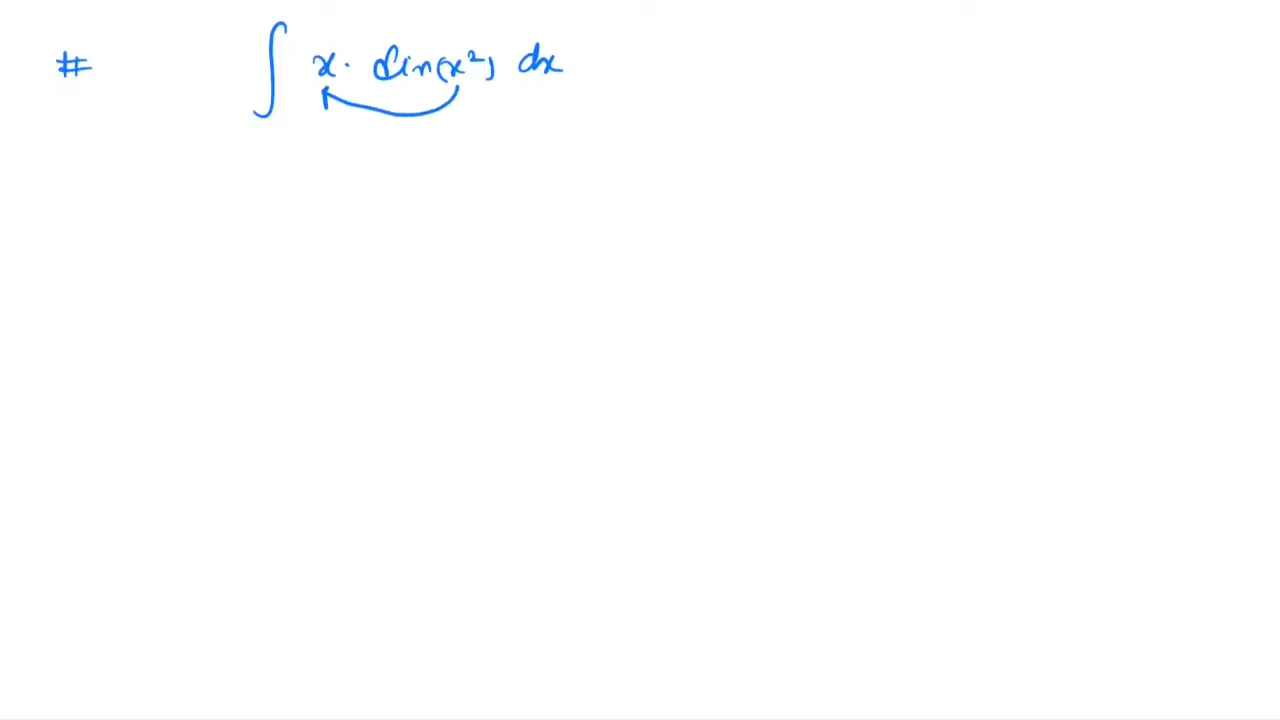 # ∫ x · sin(x²) dx